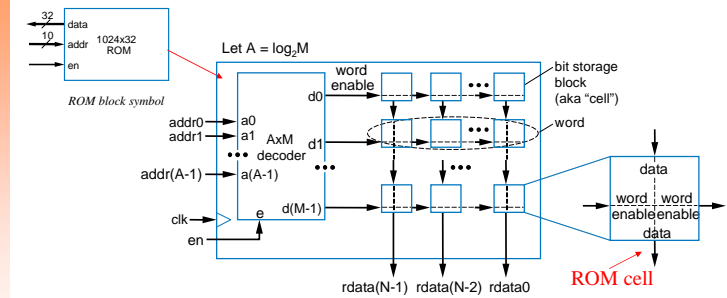 32
data
10
addr
en
1024x32
ROM
ROM block symbol
Let A = log₂M
word
enable
bit storage
block
(aka “cell”)
word
addr0
addr1
addr(A-1)
clk
en
a0
a1
a(A-1)
AxM
decoder
e
d0
d1
d(M-1)
data
word word
enable enable
data
ROM cell
rdata(N-1) rdata(N-2) rdata0